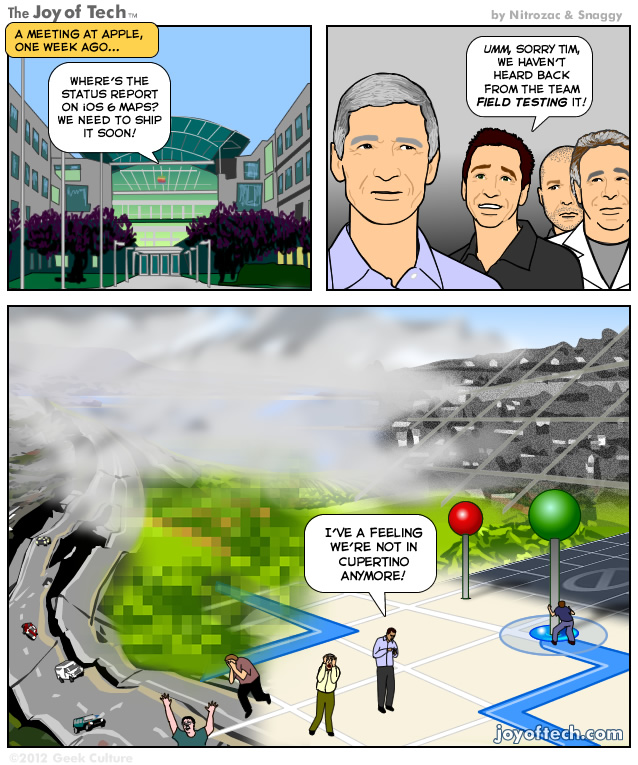 The Joy of Tech™
by Nitrozac & Snaggy
A MEETING AT APPLE,
ONE WEEK AGO...
WHERE'S THE
STATUS REPORT
ON iOS 6 MAPS?
WE NEED TO SHIP
IT SOON!
UMM, SORRY TIM,
WE HAVEN'T
HEARD BACK
FROM THE TEAM
FIELD TESTING IT!
I'VE A FEELING
WE'RE NOT IN
CUPERTINO
ANYMORE!
joyoftech.com
©2012 Geek Culture